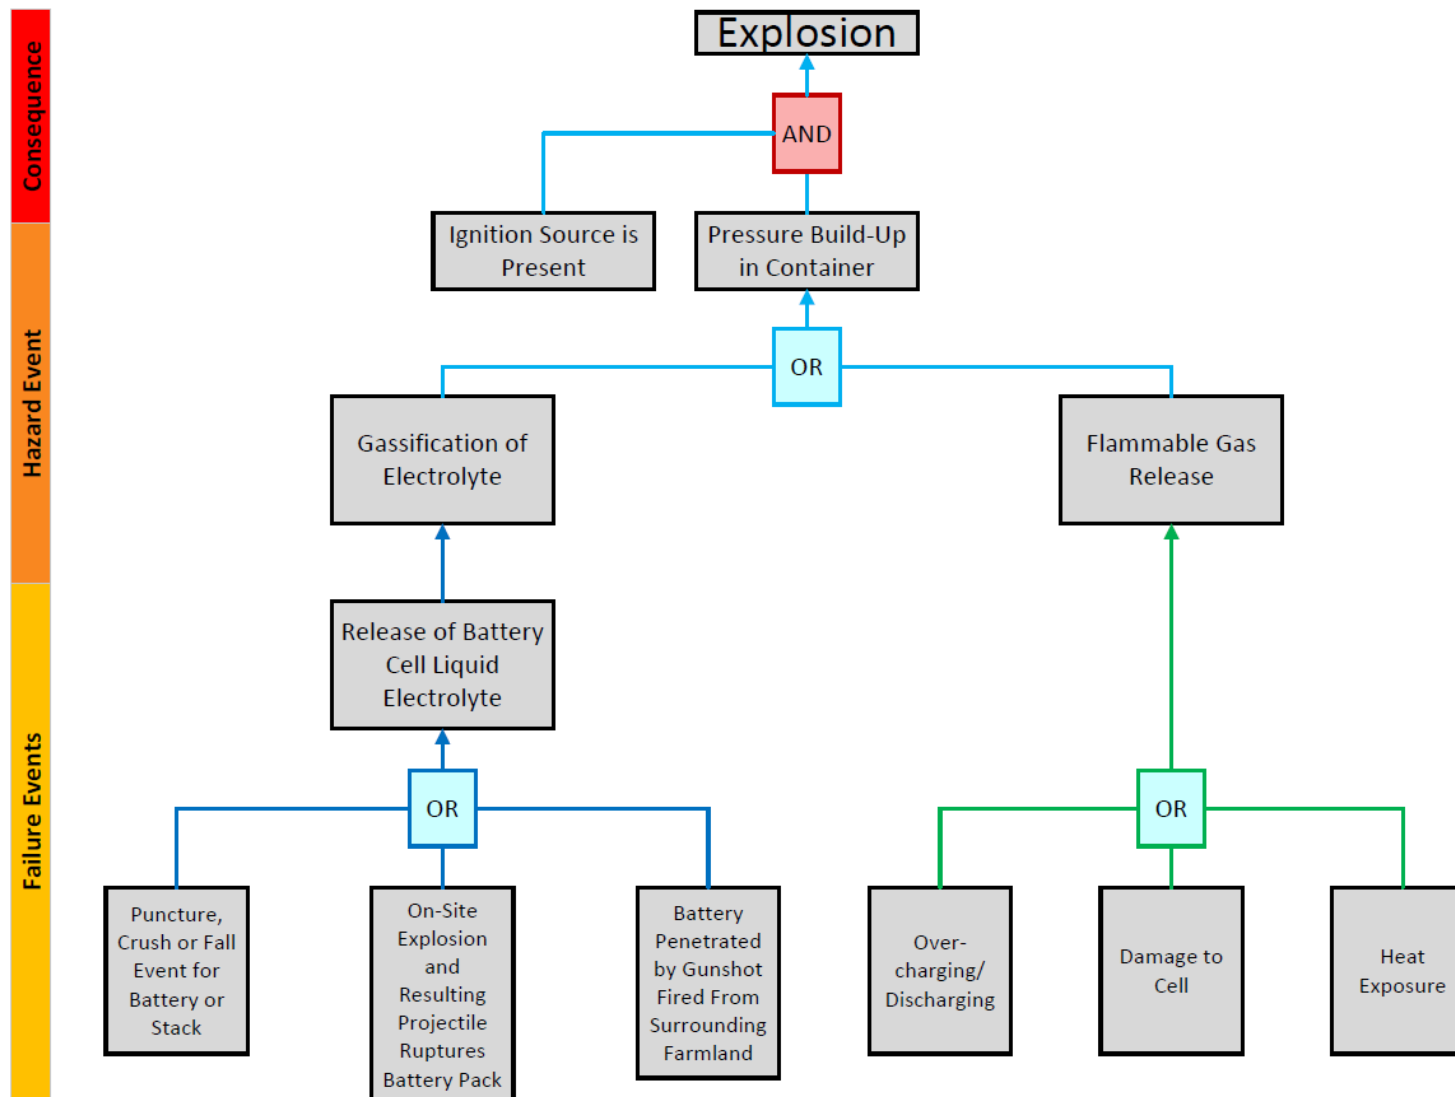 Consequence
Hazard Event
Failure Events
Explosion
AND
Ignition Source is
Present
Pressure Build-Up
in Container
OR
Gassification of
Electrolyte
Flammable Gas
Release
Release of Battery
Cell Liquid
Electrolyte
OR
OR
Puncture,
Crush or Fall
Event for
Battery or
Stack
On-Site
Explosion
and
Resulting
Projectile
Ruptures
Battery Pack
Battery
Penetrated
by Gunshot
Fired From
Surrounding
Farmland
Over-
charging/
Discharging
Damage to
Cell
Heat
Exposure